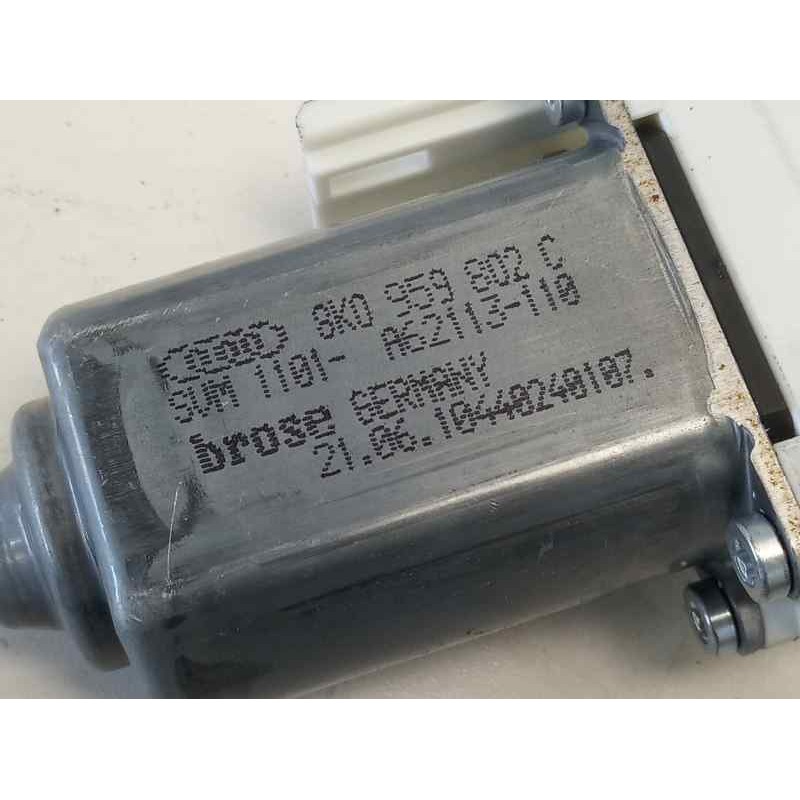 8K0 959 802 C
SVM 1101- A62113-110
brose GERMANY
21.06.10440240107.